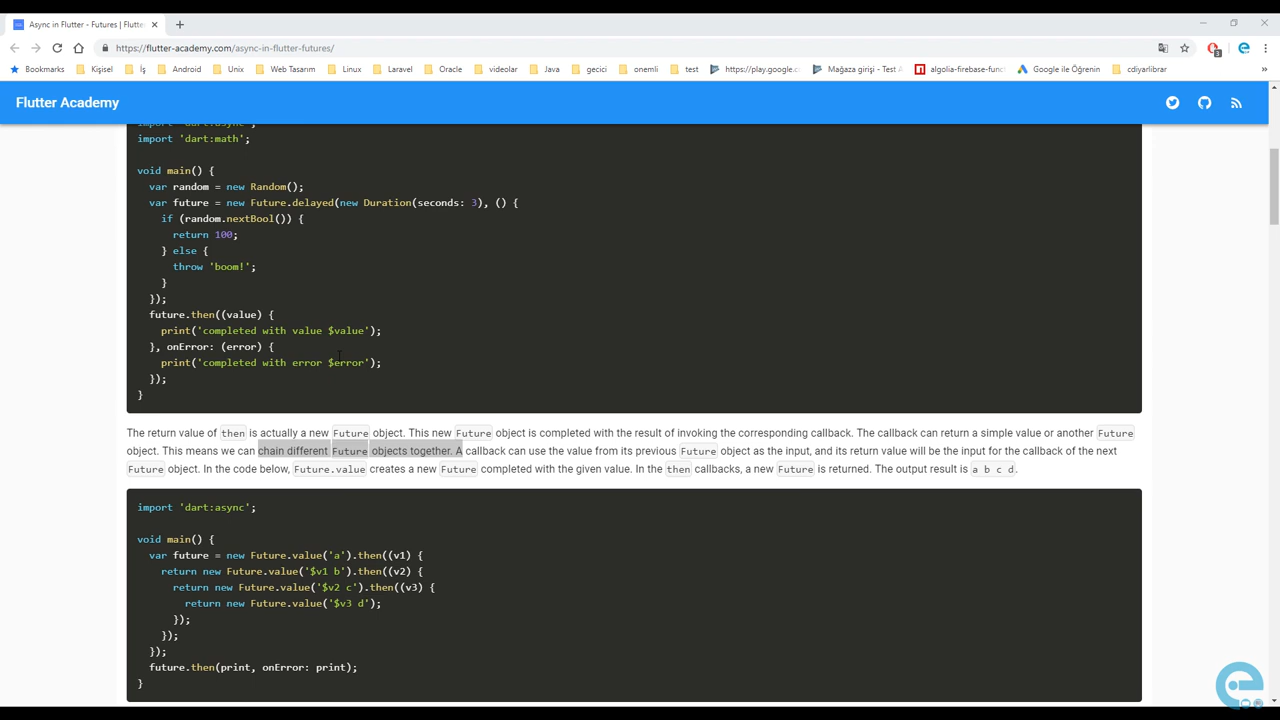 Async in Flutter - Futures | Flutte
https://flutter-academy.com/async-in-flutter-futures/
Bookmarks Kişisel İş Android Unix Web Tasarım Linux Laravel Oracle videolar Java gecici onemli test https://play.google.c Mağaza girişi - Test A algolia-firebase-func Google ile Öğrenin cdiyarlibrar »
Flutter Academy
import 'dart:async';
import 'dart:math';
void main() {
var random = new Random();
var future = new Future.delayed(new Duration(seconds: 3), () {
if (random.nextBool()) {
return 100;
} else {
throw 'boom!';
}
});
future.then((value) {
print('completed with value $value');
}, onError: (error) {
print('completed with error $error');
});
}
The return value of then is actually a new Future object. This new Future object is completed with the result of invoking the corresponding callback. The callback can return a simple value or another Future
object. This means we can chain different Future objects together. A callback can use the value from its previous Future object as the input, and its return value will be the input for the callback of the next
Future object. In the code below, Future.value creates a new Future completed with the given value. In the then callbacks, a new Future is returned. The output result is a b c d.
import 'dart:async';
void main() {
var future = new Future.value('a').then((v1) {
return new Future.value('$v1 b').then((v2) {
return new Future.value('$v2 c').then((v3) {
return new Future.value('$v3 d');
});
});
});
future.then(print, onError: print);
}